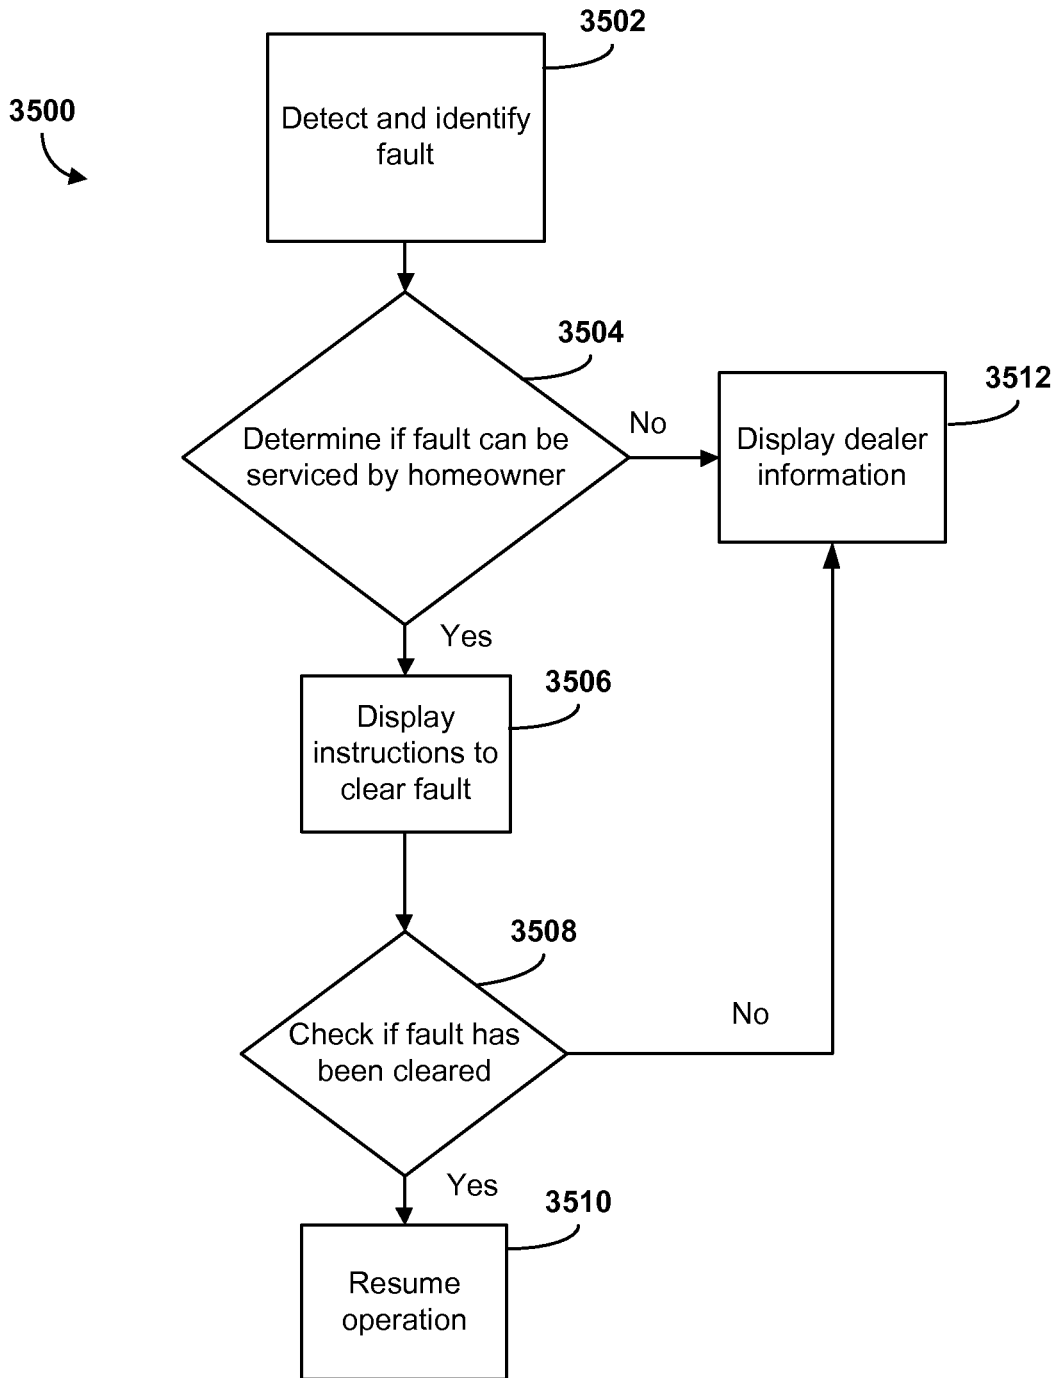 3502
3500
Detect and identify
fault
3504
3512
No
Determine if fault can be
serviced by homeowner
Display dealer
information
Yes
3506
Display
instructions to
clear fault
3508
No
Check if fault has
been cleared
Yes
3510
Resume
operation